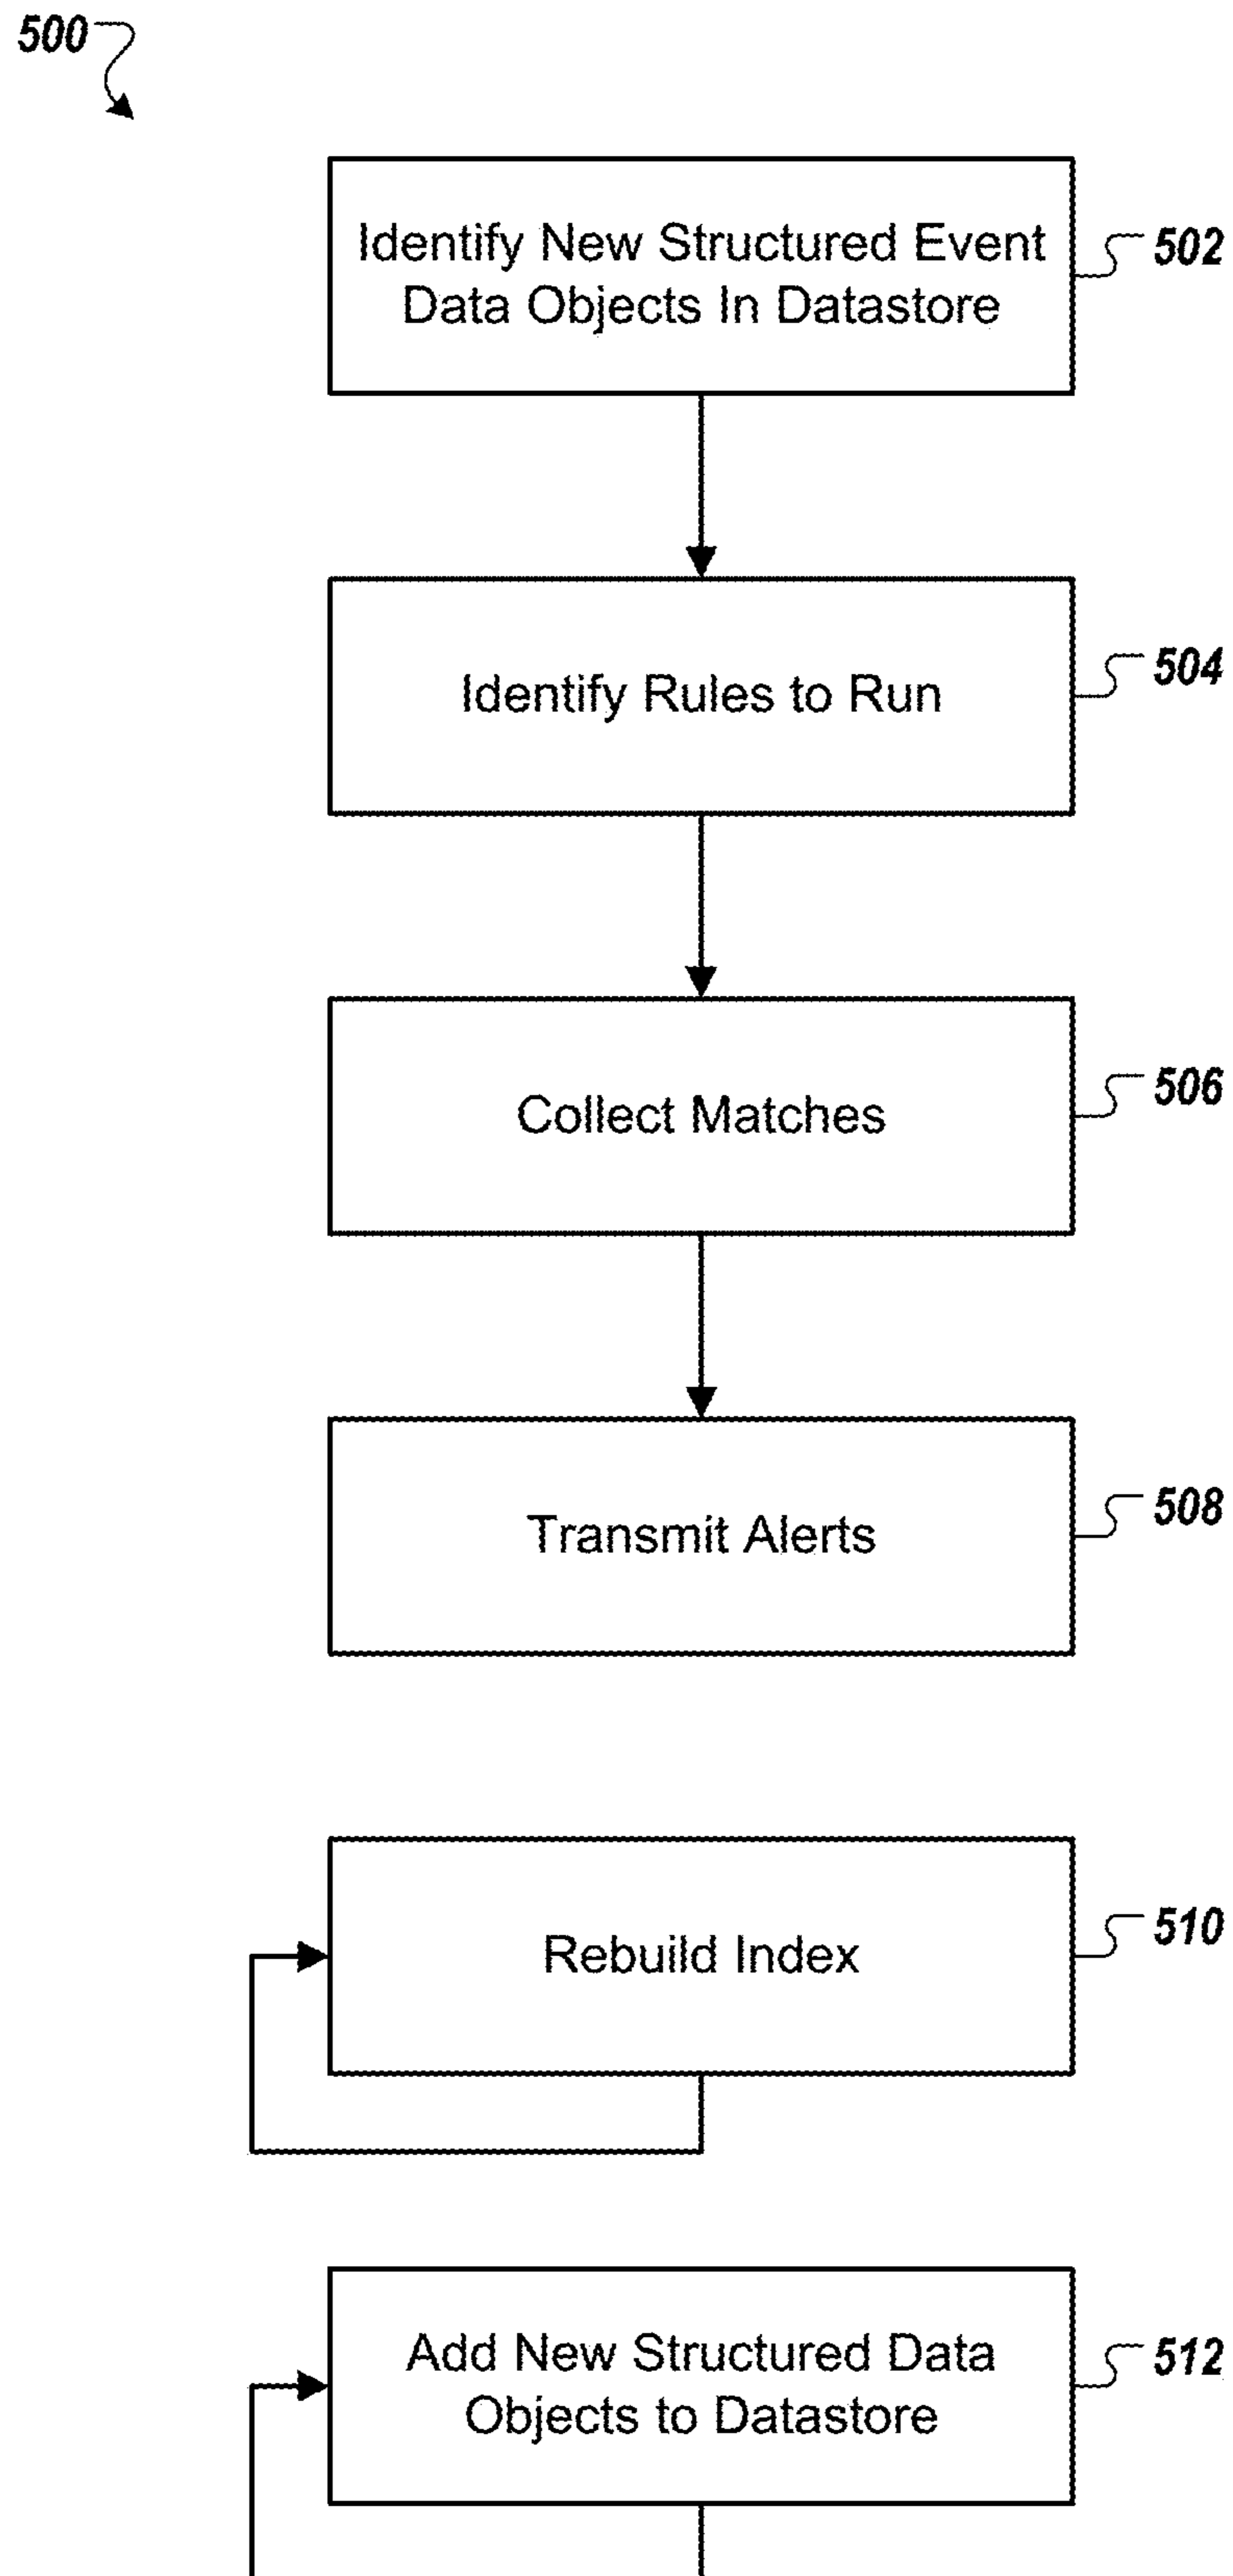 500
Identify New Structured Event
Data Objects In Datastore
502
Identify Rules to Run
504
Collect Matches
506
Transmit Alerts
508
Rebuild Index
510
Add New Structured Data
Objects to Datastore
512